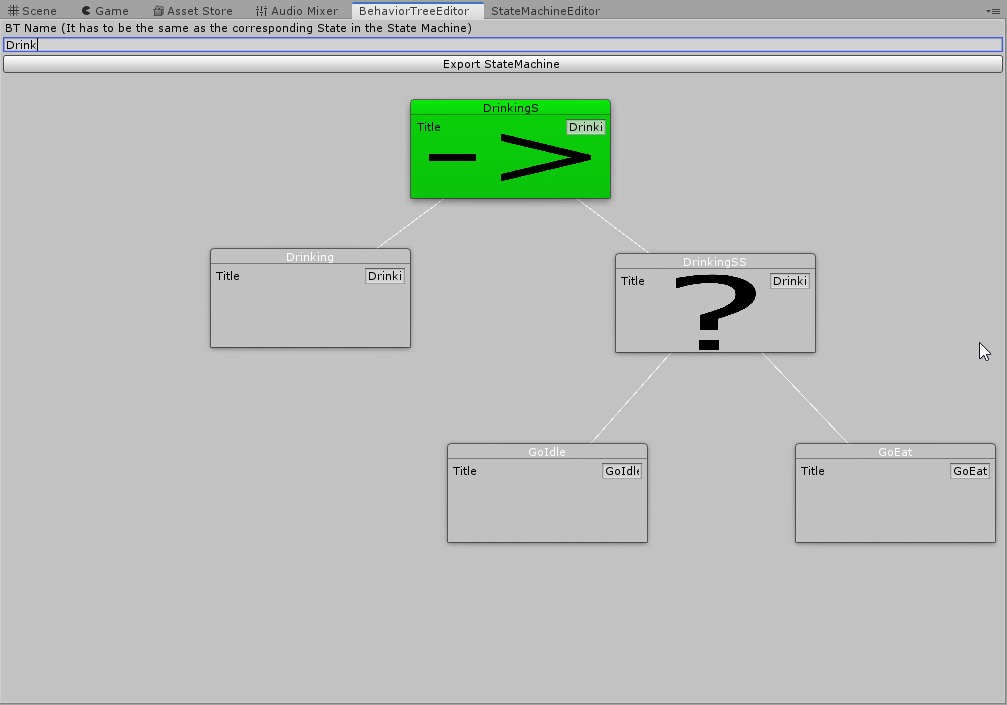 Scene Game Asset Store Audio Mixer BehaviorTreeEditor StateMachineEditor
BT Name (It has to be the same as the corresponding State in the State Machine)
Drink
Export StateMachine
DrinkingS
Title Drinki
- >
Drinking
Title Drinki
DrinkingSS
Title Drinki
?
GoIdle
Title GoIdl
GoEat
Title GoEat